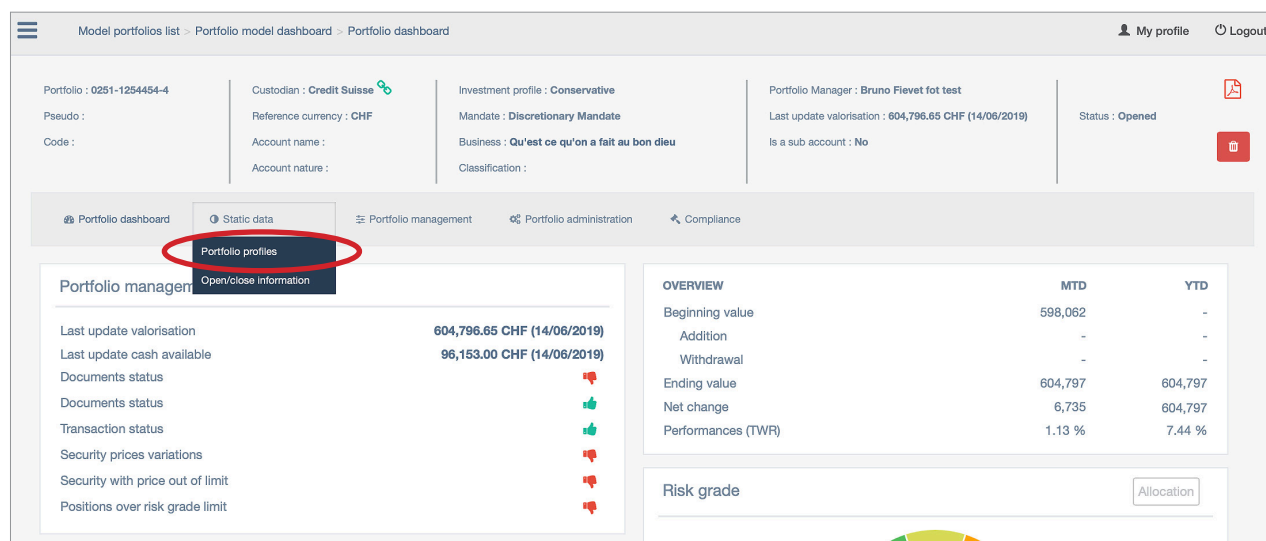 Model portfolios list > Portfolio model dashboard > Portfolio dashboard
My profile
Logout
Portfolio : 0251-1254454-4
Pseudo :
Code :
Custodian : Credit Suisse
Reference currency : CHF
Account name :
Account nature :
Investment profile : Conservative
Mandate : Discretionary Mandate
Business : Qu'est ce qu'on a fait au bon dieu
Classification :
Portfolio Manager : Bruno Fievet fot test
Last update valorisation : 604,796.65 CHF (14/06/2019)
Is a sub account : No
Status : Opened
Portfolio dashboard
Static data
Portfolio management
Portfolio administration
Compliance
Portfolio profiles
Open/close information
Portfolio managem
Last update valorisation 604,796.65 CHF (14/06/2019)
Last update cash available 96,153.00 CHF (14/06/2019)
Documents status
Documents status
Transaction status
Security prices variations
Security with price out of limit
Positions over risk grade limit
OVERVIEW MTD YTD
Beginning value 598,062 -
Addition - -
Withdrawal - -
Ending value 604,797 604,797
Net change 6,735 604,797
Performances (TWR) 1.13 % 7.44 %
Risk grade
Allocation